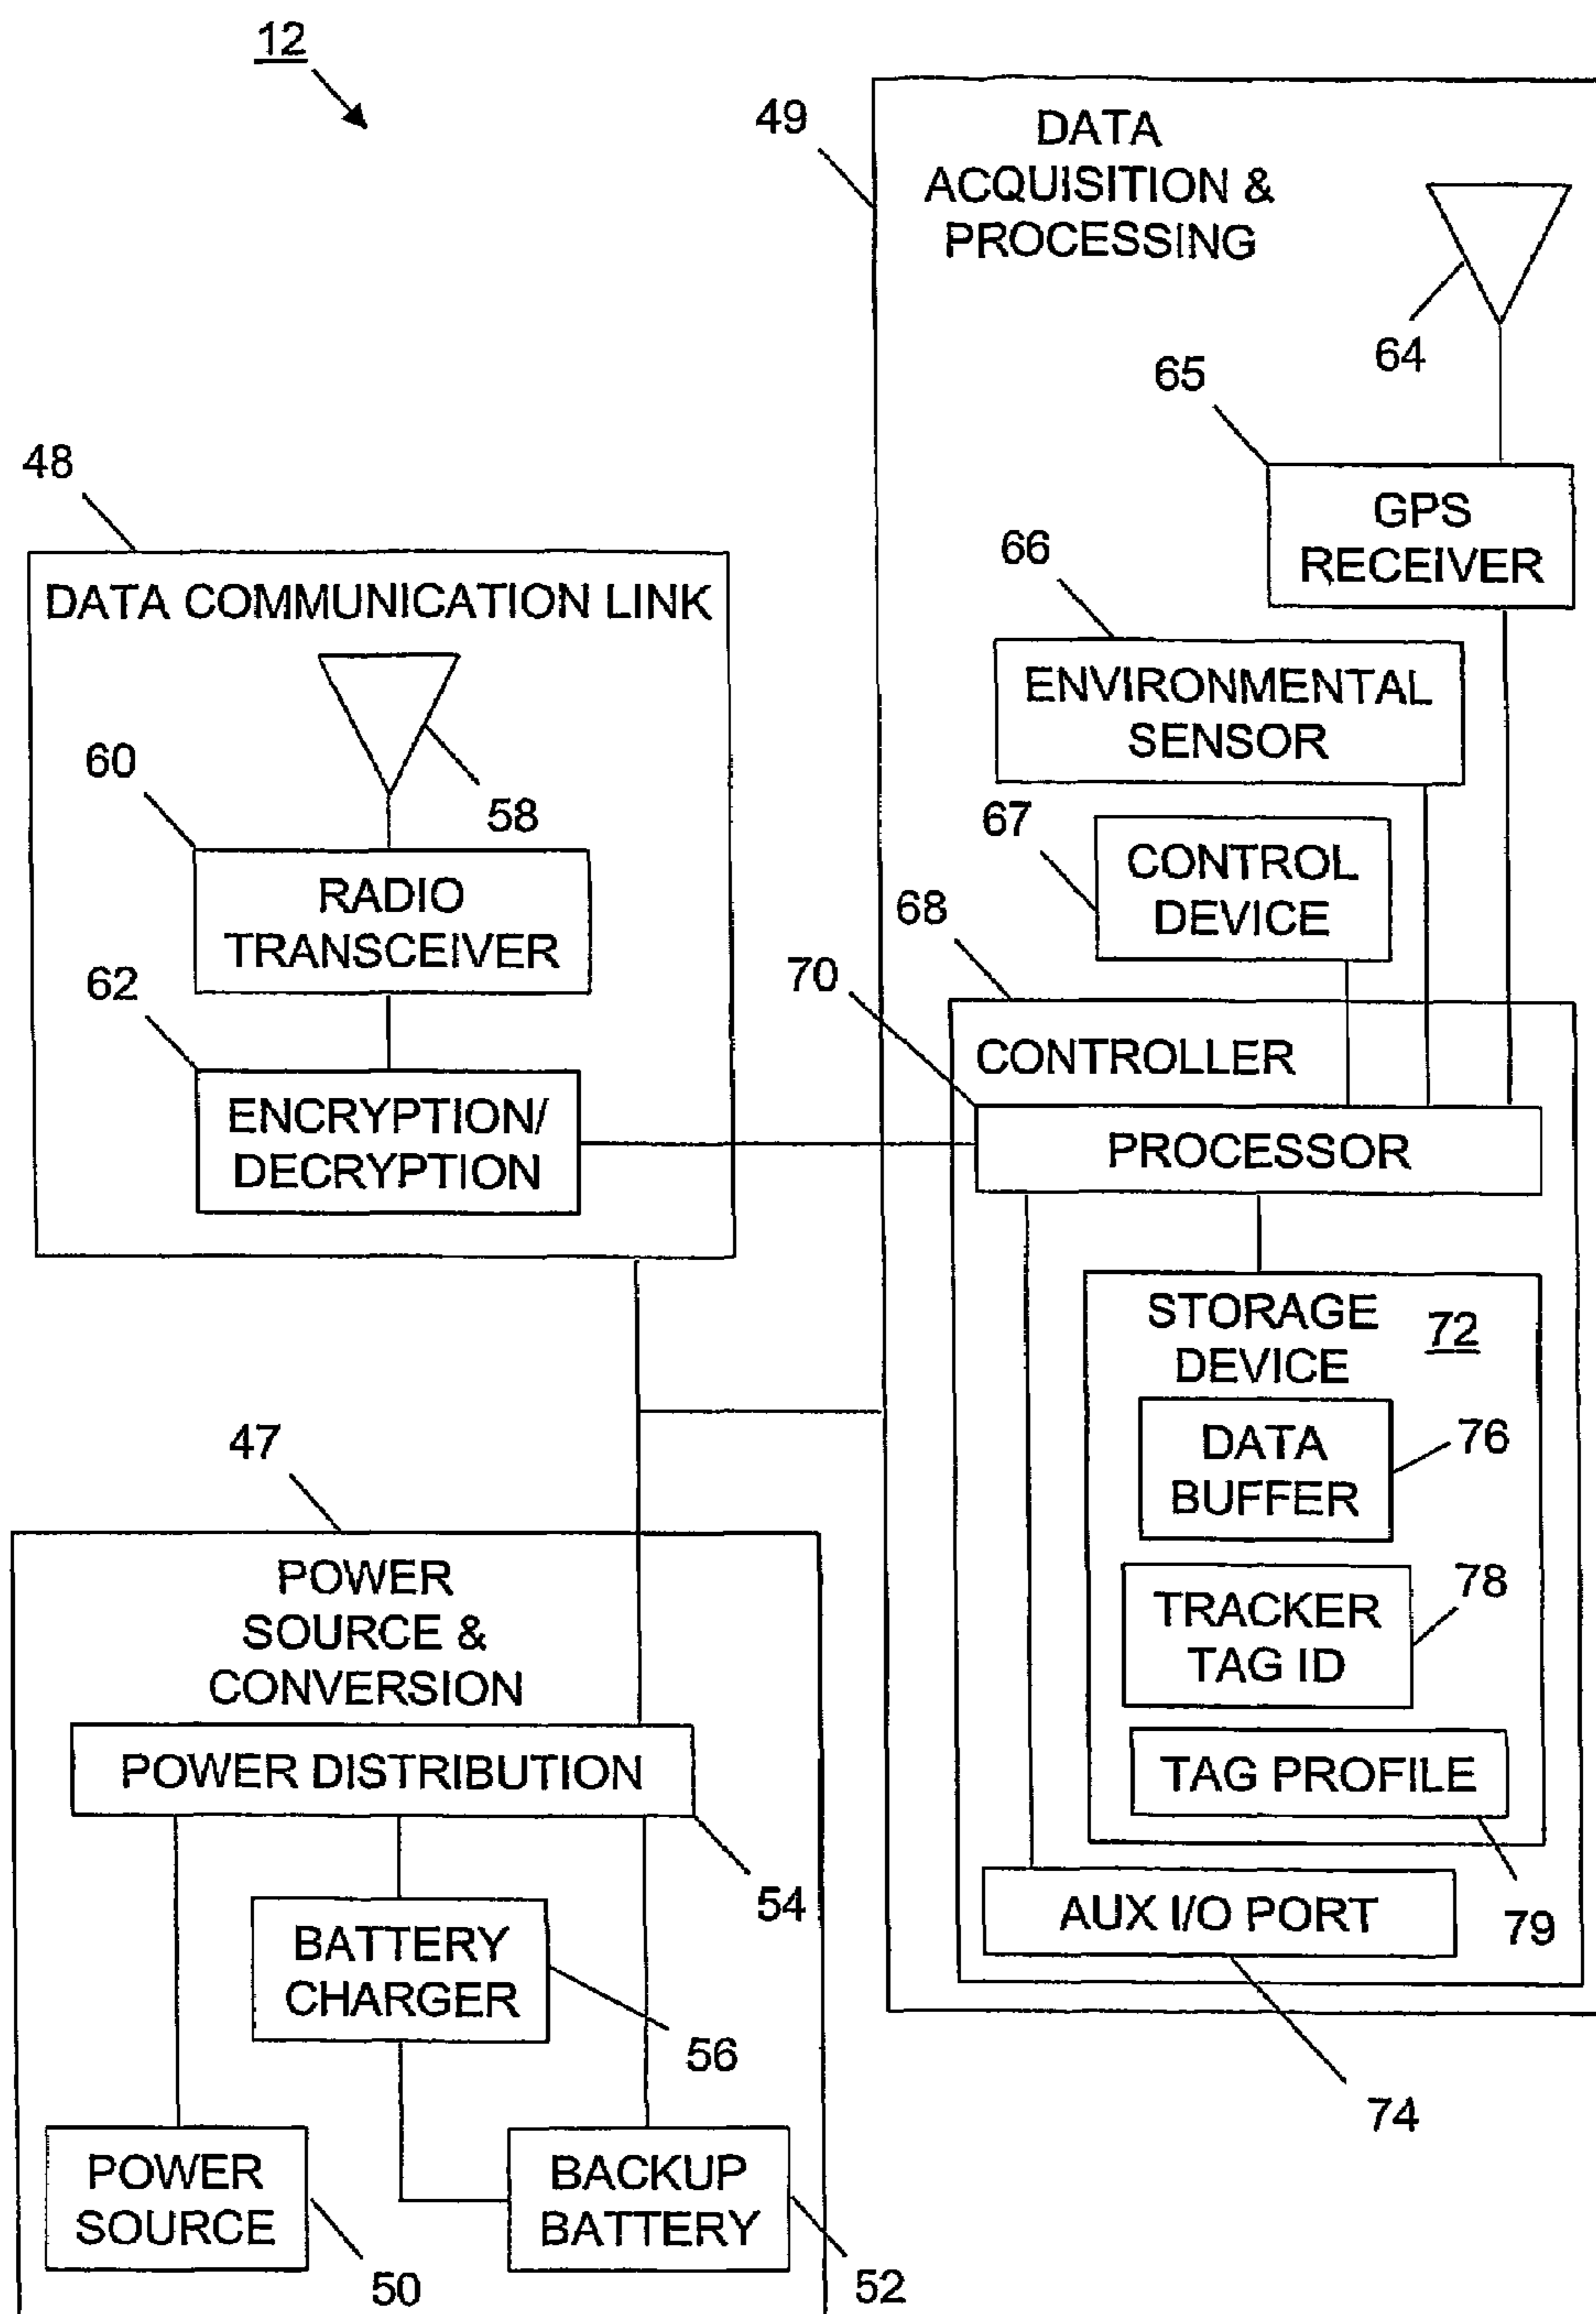 12
49
DATA
ACQUISITION &
PROCESSING
64
65
GPS
RECEIVER
48
DATA COMMUNICATION LINK
66
ENVIRONMENTAL
SENSOR
60
58
RADIO
TRANSCEIVER
67
CONTROL
DEVICE
68
62
ENCRYPTION/
DECRYPTION
70
CONTROLLER
PROCESSOR
STORAGE
DEVICE
72
DATA
BUFFER
76
TRACKER
TAG ID
78
TAG PROFILE
79
AUX I/O PORT
74
47
POWER
SOURCE &
CONVERSION
POWER DISTRIBUTION
54
BATTERY
CHARGER
56
POWER
SOURCE
50
BACKUP
BATTERY
52